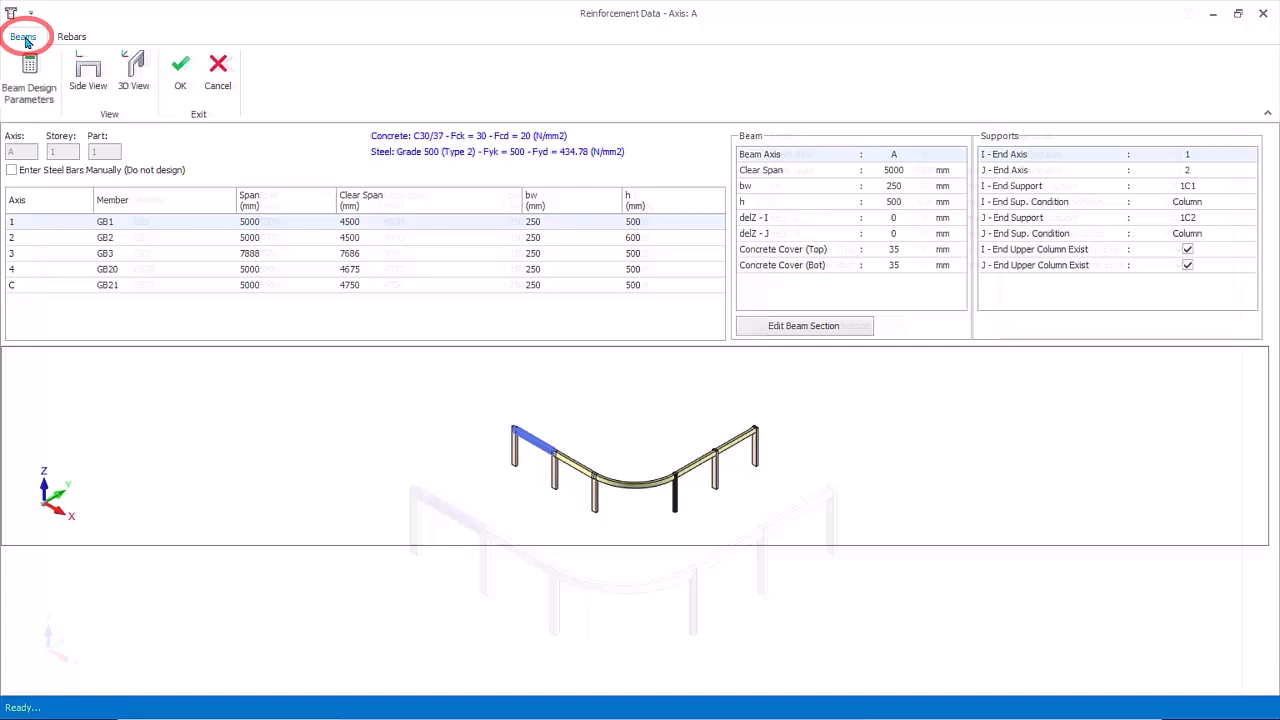 Reinforcement Data - Axis: A
Beams Rebars
Beam Design Parameters
Side View
3D View
OK
Cancel
View
Exit
Axis: Storey: Part:
A 1 1
Concrete: C30/37 - Fck = 30 - Fcd = 20 (N/mm2)
Steel: Grade 500 (Type 2) - Fyk = 500 - Fyd = 434.78 (N/mm2)
Enter Steel Bars Manually (Do not design)
Axis Member Span (mm) Clear Span (mm) bw (mm) h (mm)
1 GB1 5000 4500 250 500
2 GB2 5000 4500 250 600
3 GB3 7888 7686 250 500
4 GB20 5000 4675 250 500
C GB21 5000 4750 250 500
Beam
Beam Axis : A
Clear Span : 5000 mm
bw : 250 mm
h : 500 mm
delZ - I : 0 mm
delZ - J : 0 mm
Concrete Cover (Top) : 35 mm
Concrete Cover (Bot) : 35 mm
Edit Beam Section
Supports
I - End Axis : 1
J - End Axis : 2
I - End Support : 1C1
I - End Sup. Condition : Column
J - End Support : 1C2
J - End Sup. Condition : Column
I - End Upper Column Exist :
J - End Upper Column Exist :
Z
Y
X
Ready...